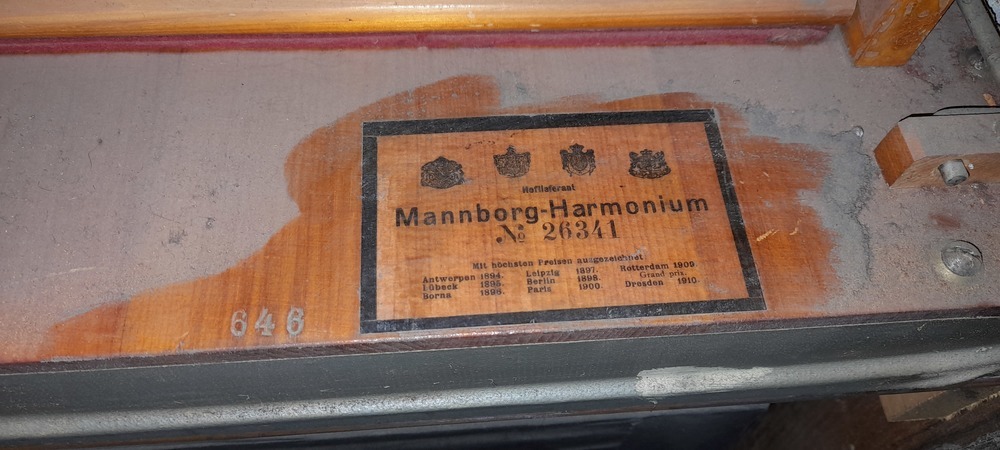 Hoflieferant
Mannborg-Harmonium
No 26341
Mit höchsten Preisen ausgezeichnet
Antwerpen 1894. Leipzig 1897. Rotterdam 1909.
Lübeck 1895. Berlin 1898. Grand prix.
Borna 1896. Paris 1900. Dresden 1910.
646